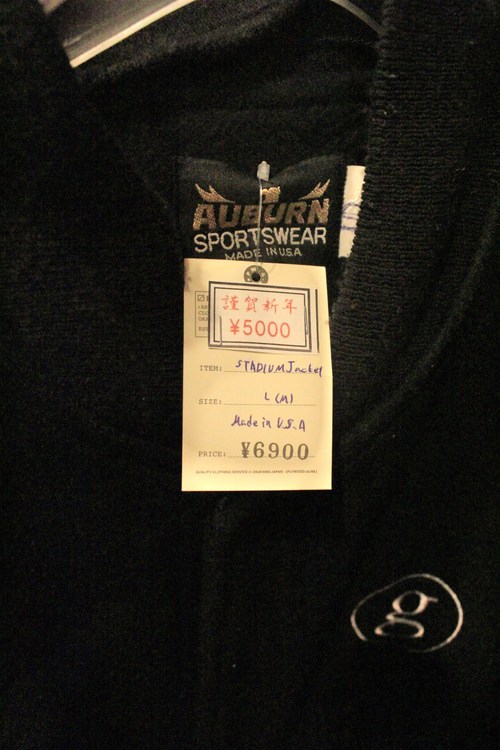 AUBURN
SPORTSWEAR
MADE IN U.S.A
謹賀新年
¥5000
ITEM: STADIUM Jacket
SIZE: L (M)
Made in U.S.A
PRICE: ¥6900
g